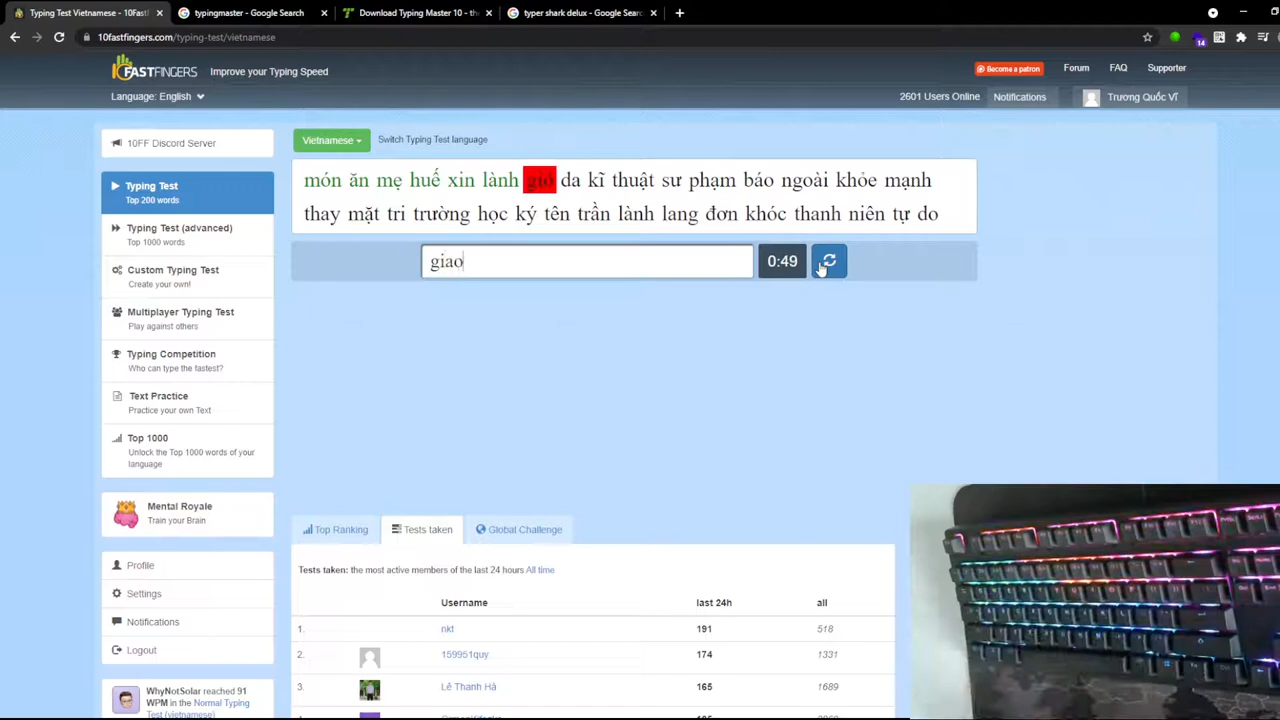 Typing Test Vietnamese - 10Fast
typingmaster - Google Search
Download Typing Master 10 - the
typer shark delux - Google Searc
10fastfingers.com/typing-test/vietnamese
14
10FASTFINGERS
Improve your Typing Speed
Become a patron
Forum
FAQ
Supporter
Language: English
2601 Users Online
Notifications
Trương Quốc Vĩ
10FF Discord Server
Typing Test
Top 200 words
Typing Test (advanced)
Top 1000 words
Custom Typing Test
Create your own!
Multiplayer Typing Test
Play against others
Typing Competition
Who can type the fastest?
Text Practice
Practice your own Text
Top 1000
Unlock the Top 1000 words of your
language
Mental Royale
Train your Brain
Profile
Settings
Notifications
Logout
WhyNotSolar reached 91
WPM in the Normal Typing
Test (vietnamese)
Vietnamese
Switch Typing Test language
món ăn mẹ huế xin lành giò da kĩ thuật sư phạm báo ngoài khỏe mạnh
thay mặt tri trường học ký tên trần lành lang đơn khóc thanh niên tự do
giao
0:49
Top Ranking
Tests taken
Global Challenge
Tests taken: the most active members of the last 24 hours All time
Username last 24h all
1. nkt 191 518
2. 159951quy 174 1331
3. Lê Thanh Hà 165 1689